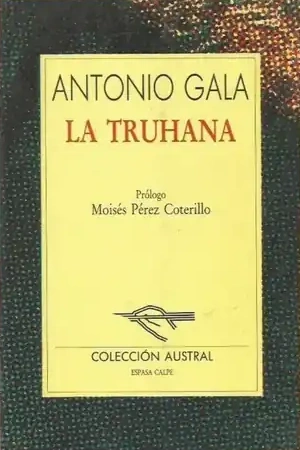 ANTONIO GALA
LA TRUHANA
Prólogo
Moisés Pérez Coterillo
COLECCIÓN AUSTRAL
ESPASA CALPE